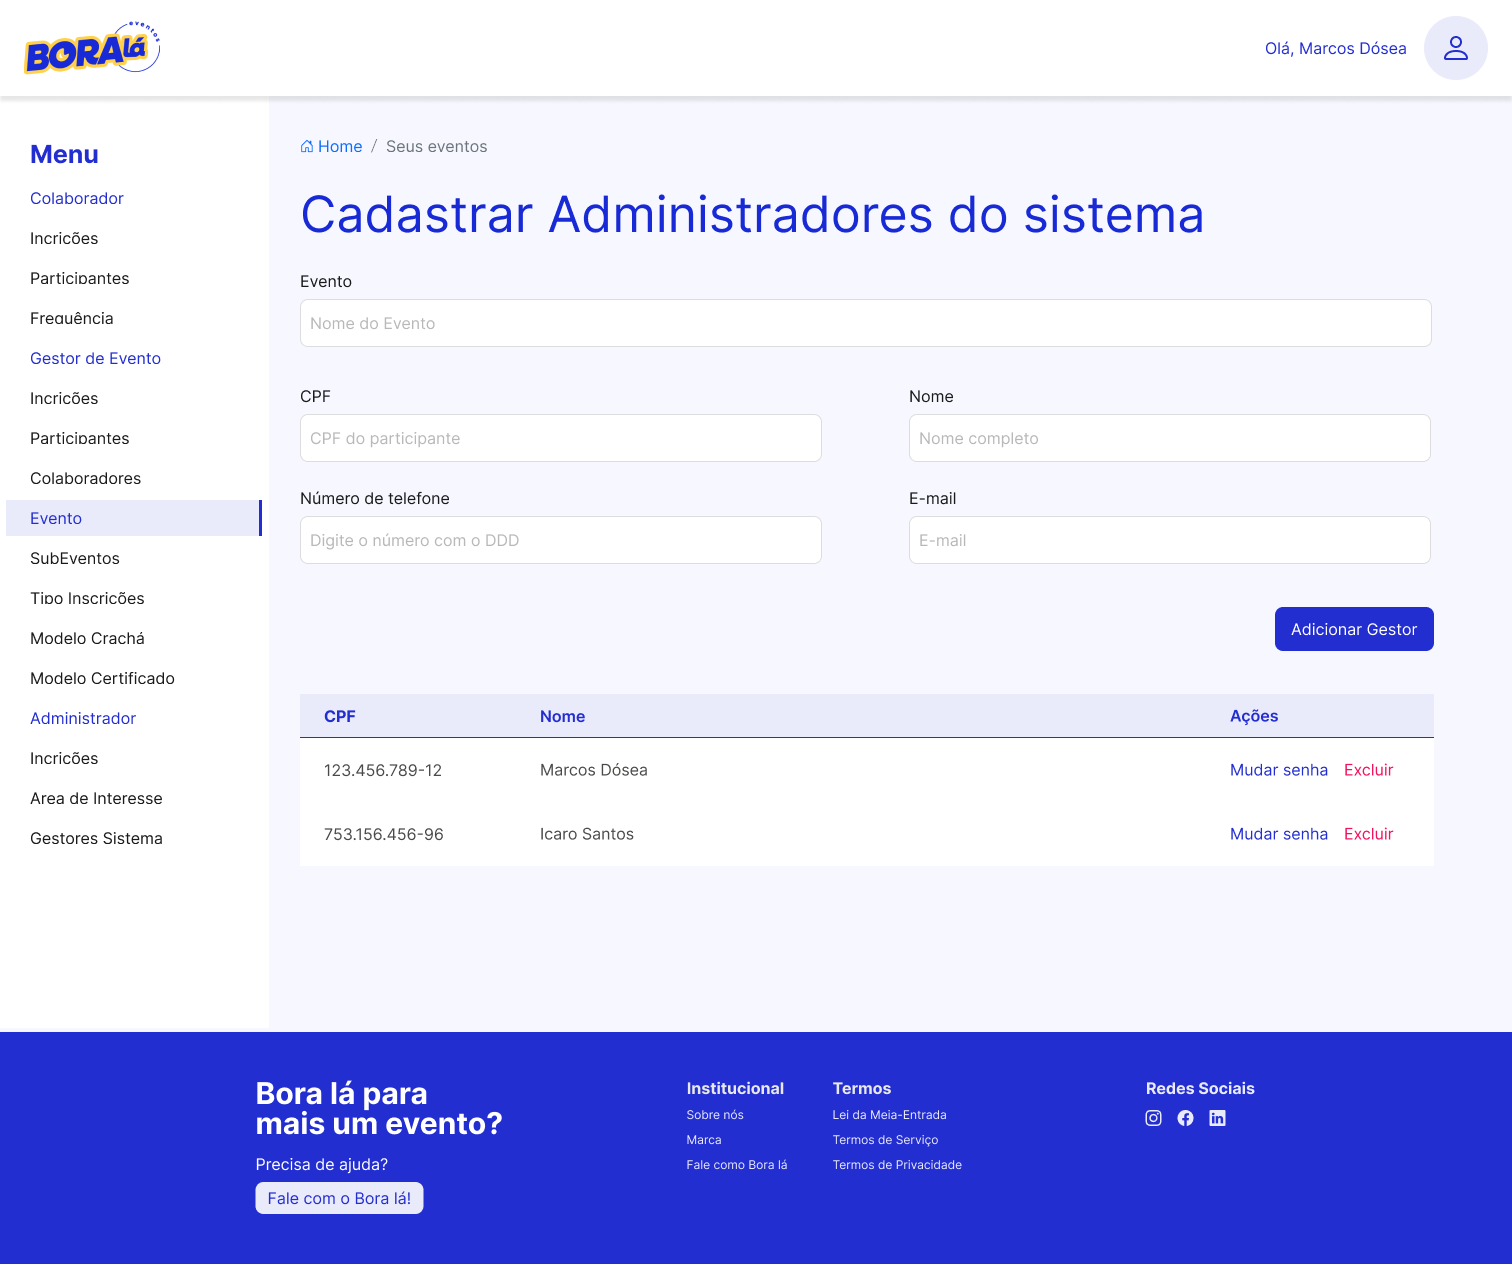 BORA lá eventos
Olá, Marcos Dósea
Menu
Colaborador
Incricões
Participantes
Frequência
Gestor de Evento
Incricões
Participantes
Colaboradores
Evento
SubEventos
Tipo Inscricões
Modelo Crachá
Modelo Certificado
Administrador
Incricões
Area de Interesse
Gestores Sistema
Home / Seus eventos
Cadastrar Administradores do sistema
Evento
Nome do Evento
CPF
CPF do participante
Nome
Nome completo
Número de telefone
Digite o número com o DDD
E-mail
E-mail
Adicionar Gestor
CPF Nome Ações
123.456.789-12 Marcos Dósea Mudar senha Excluir
753.156.456-96 Icaro Santos Mudar senha Excluir
Bora lá para
mais um evento?
Precisa de ajuda?
Fale com o Bora lá!
Institucional
Sobre nós
Marca
Fale como Bora lá
Termos
Lei da Meia-Entrada
Termos de Serviço
Termos de Privacidade
Redes Sociais